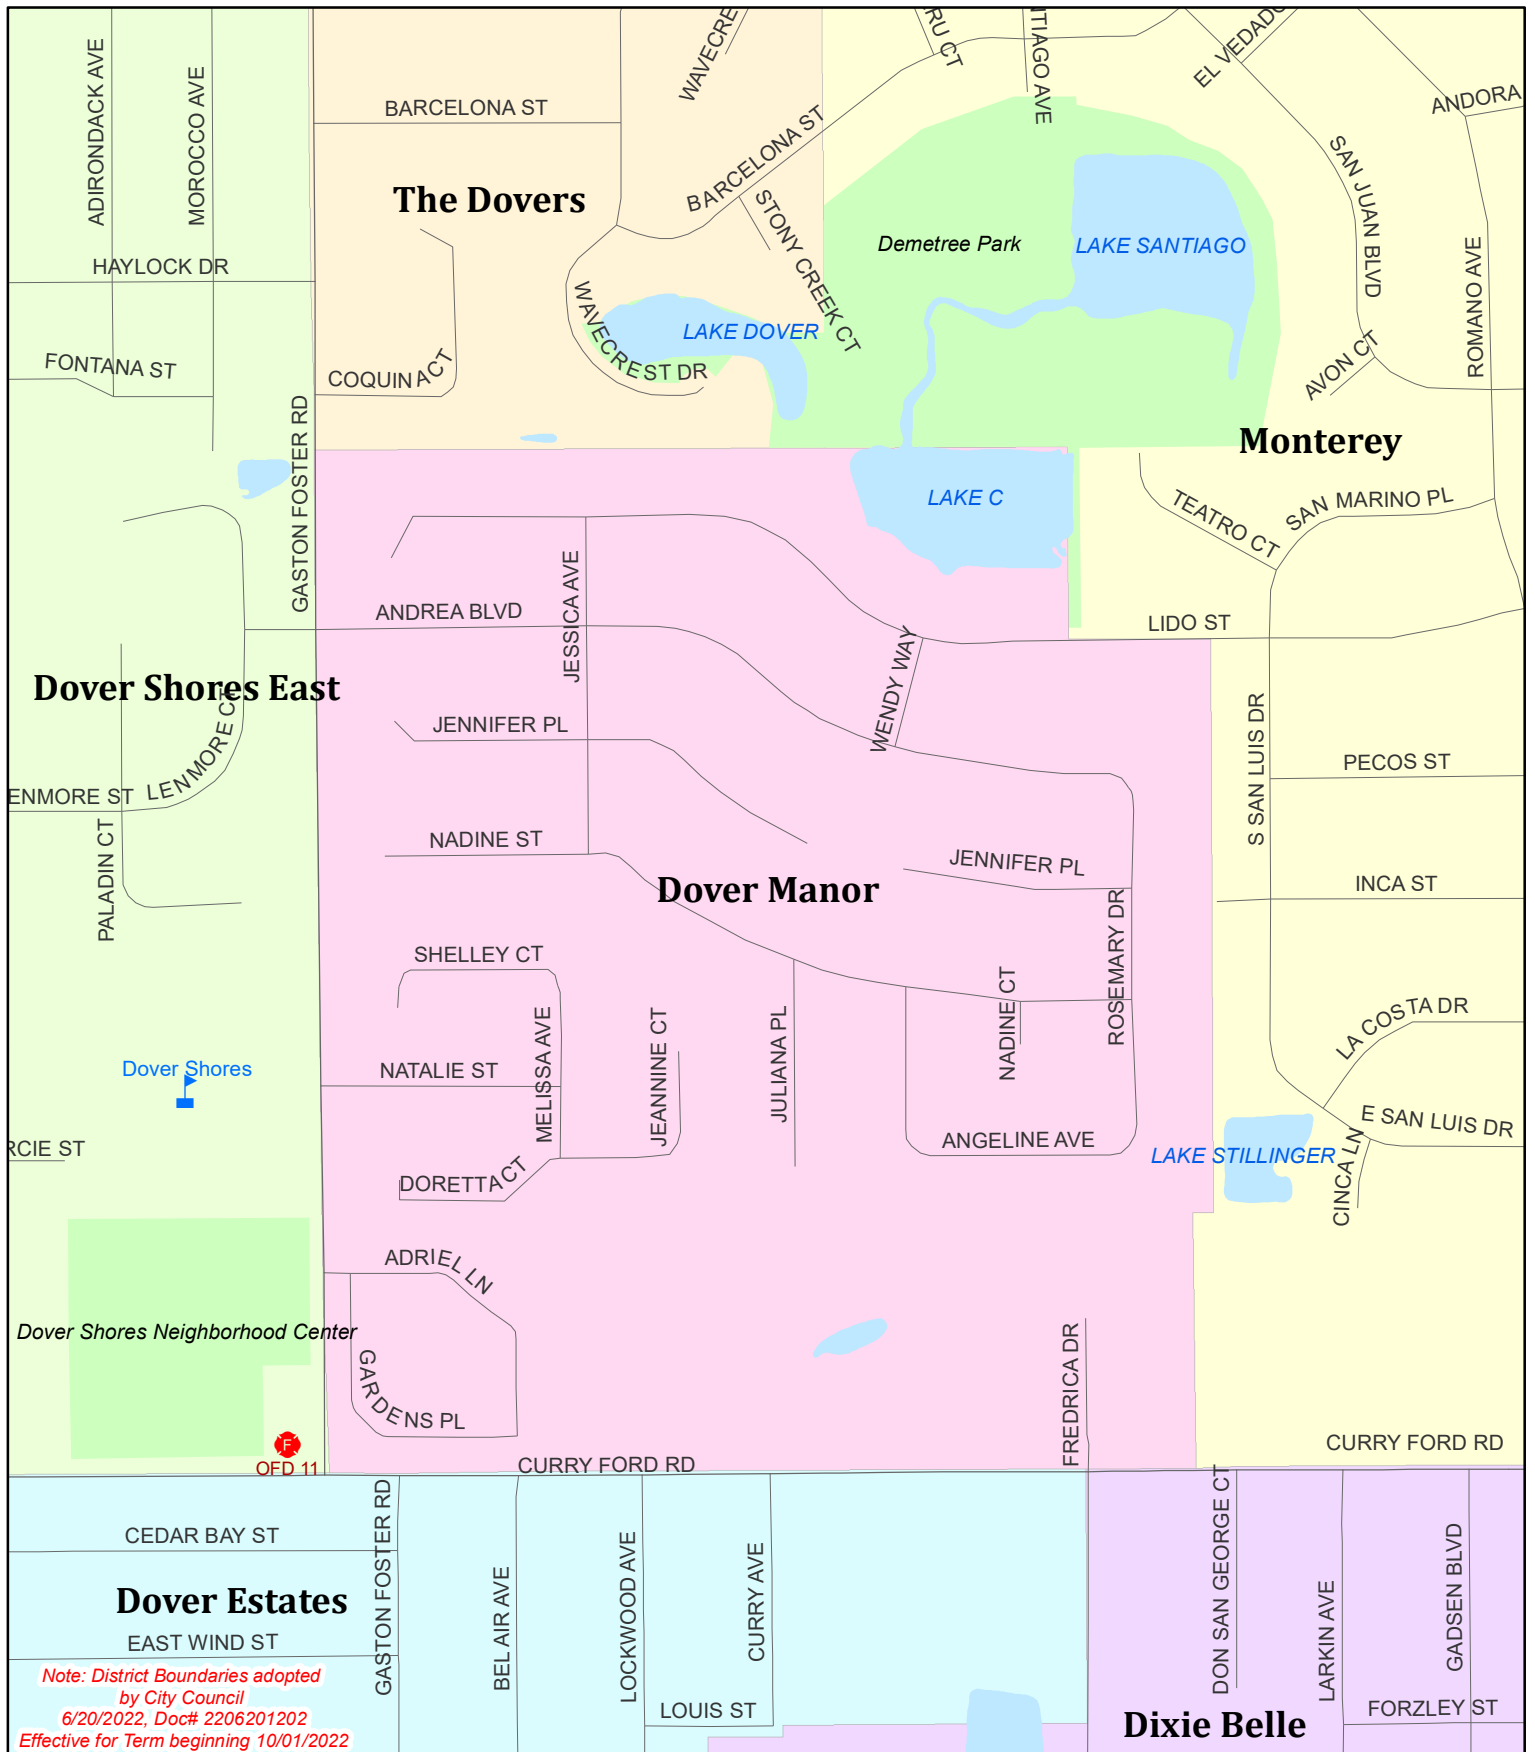 WAVECRE
RU CT
NTIAGO AVE
EL VEDADO
ADIRONDACK AVE
MOROCCO AVE
BARCELONA ST
BARCELONA ST
ANDORA
SAN JUAN BLVD
The Dovers
STONY CREEK CT
Demetree Park
LAKE SANTIAGO
HAYLOCK DR
WAVECREST DR
LAKE DOVER
ROMANO AVE
FONTANA ST
COQUINA CT
AVON CT
GASTON FOSTER RD
Monterey
LAKE C
TEATRO CT
SAN MARINO PL
ANDREA BLVD
JESSICA AVE
LIDO ST
WENDY WAY
Dover Shores East
LENMORE CT
JENNIFER PL
S SAN LUIS DR
PECOS ST
ENMORE ST
PALADIN CT
NADINE ST
Dover Manor
JENNIFER PL
INCA ST
ROSEMARY DR
SHELLEY CT
MELISSA AVE
JEANNINE CT
JULIANA PL
NADINE CT
LA COSTA DR
Dover Shores
NATALIE ST
RCIE ST
ANGELINE AVE
E SAN LUIS DR
LAKE STILLINGER
CINCA LN
DORETTA CT
ADRIEL LN
Dover Shores Neighborhood Center
GARDENS PL
FREDRICA DR
F
OFD 11
CURRY FORD RD
CURRY FORD RD
CEDAR BAY ST
GASTON FOSTER RD
BEL AIR AVE
LOCKWOOD AVE
CURRY AVE
DON SAN GEORGE CT
LARKIN AVE
GADSEN BLVD
Dover Estates
EAST WIND ST
LOUIS ST
FORZLEY ST
Dixie Belle
Note: District Boundaries adopted
by City Council
6/20/2022, Doc# 2206201202
Effective for Term beginning 10/01/2022